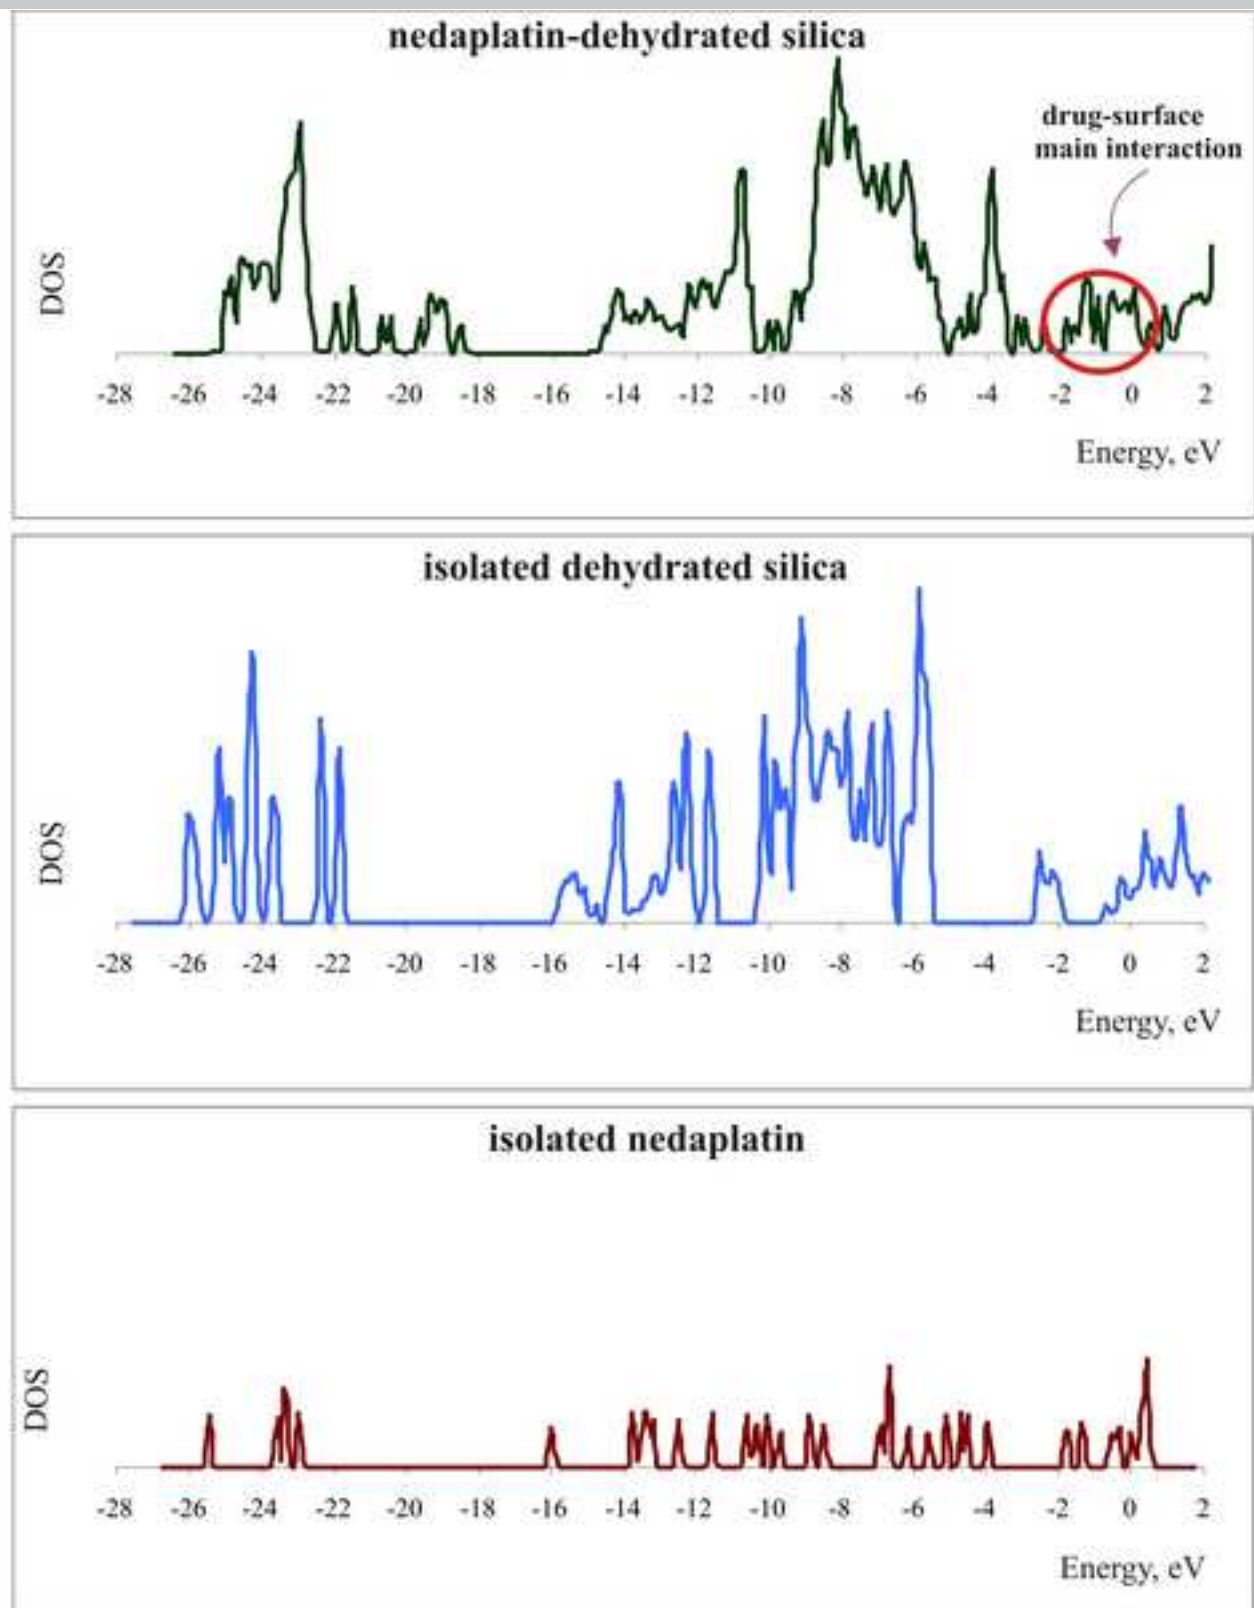 nedaplatin-dehydrated silica
drug-surface
main interaction
DOS
-28 -26 -24 -22 -20 -18 -16 -14 -12 -10 -8 -6 -4 -2 0 2
Energy, eV
isolated dehydrated silica
DOS
-28 -26 -24 -22 -20 -18 -16 -14 -12 -10 -8 -6 -4 -2 0 2
Energy, eV
isolated nedaplatin
DOS
-28 -26 -24 -22 -20 -18 -16 -14 -12 -10 -8 -6 -4 -2 0 2
Energy, eV